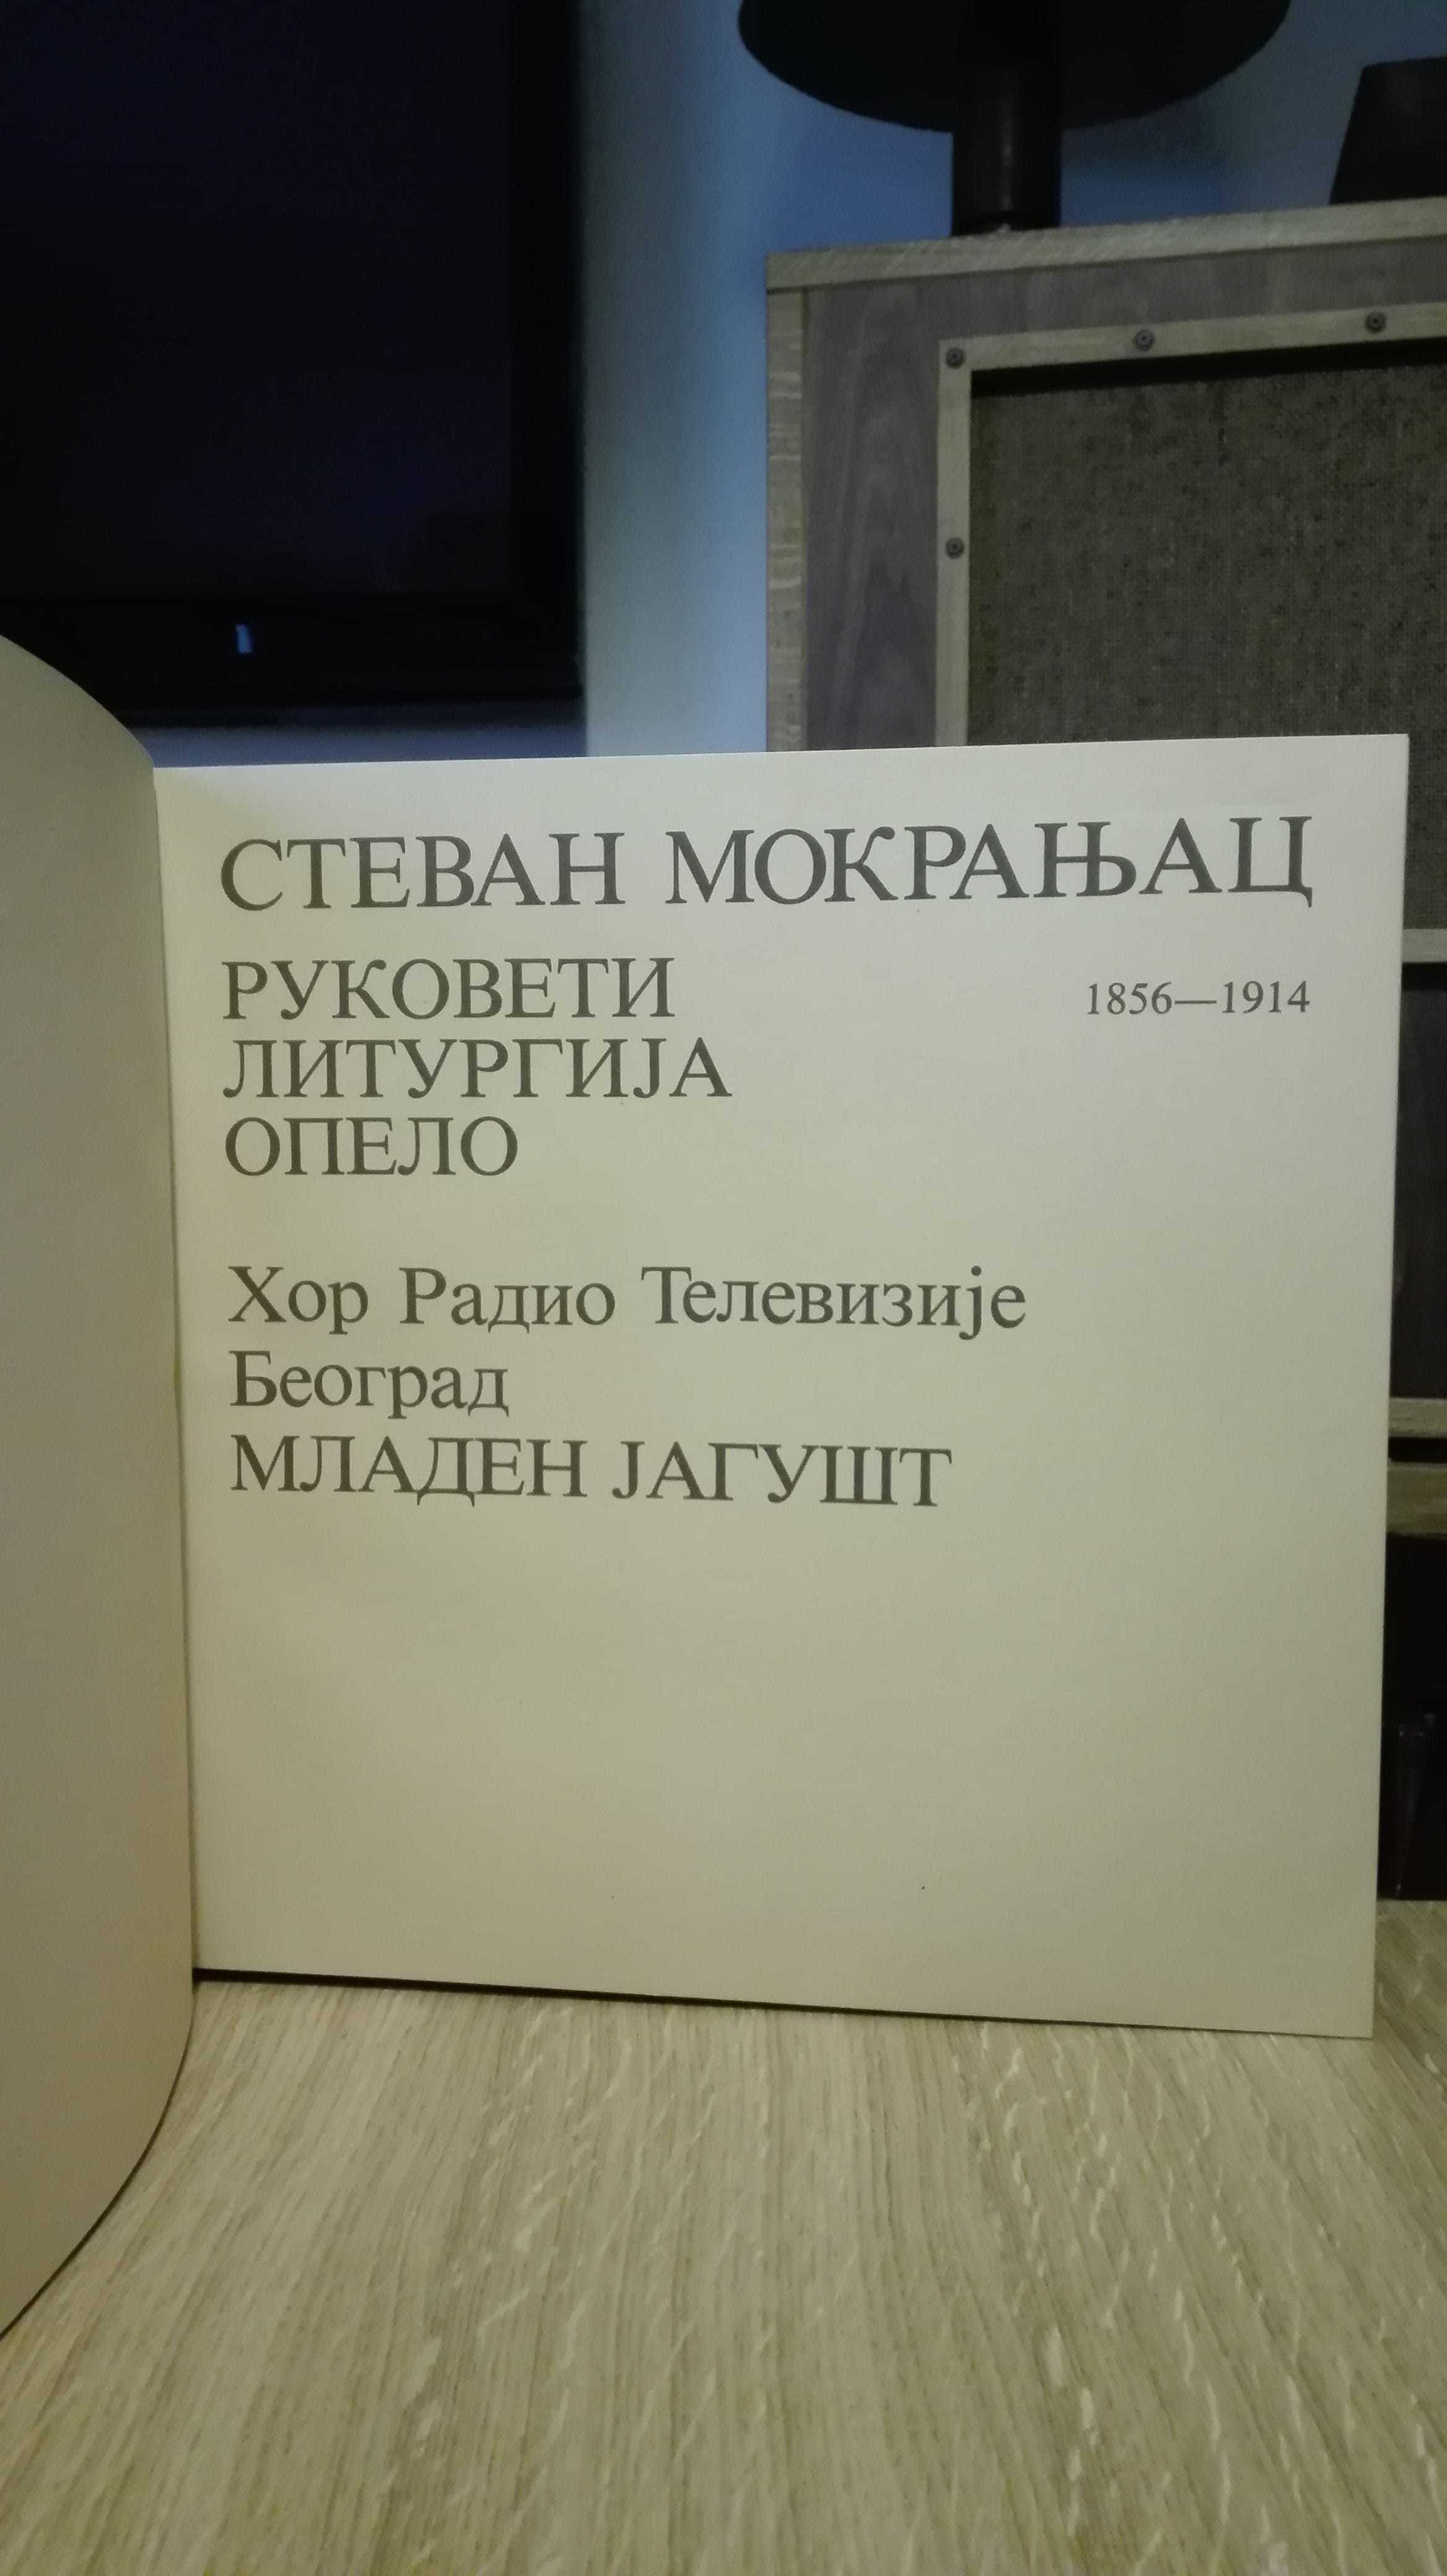 СТЕВАН МОКРАЊАЦ
РУКОВЕТИ
1856—1914
ЛИТУРГИЈА
ОПЕЛО
Хор Радио Телевизије
Београд
МЛАДЕН ЈАГУШТ